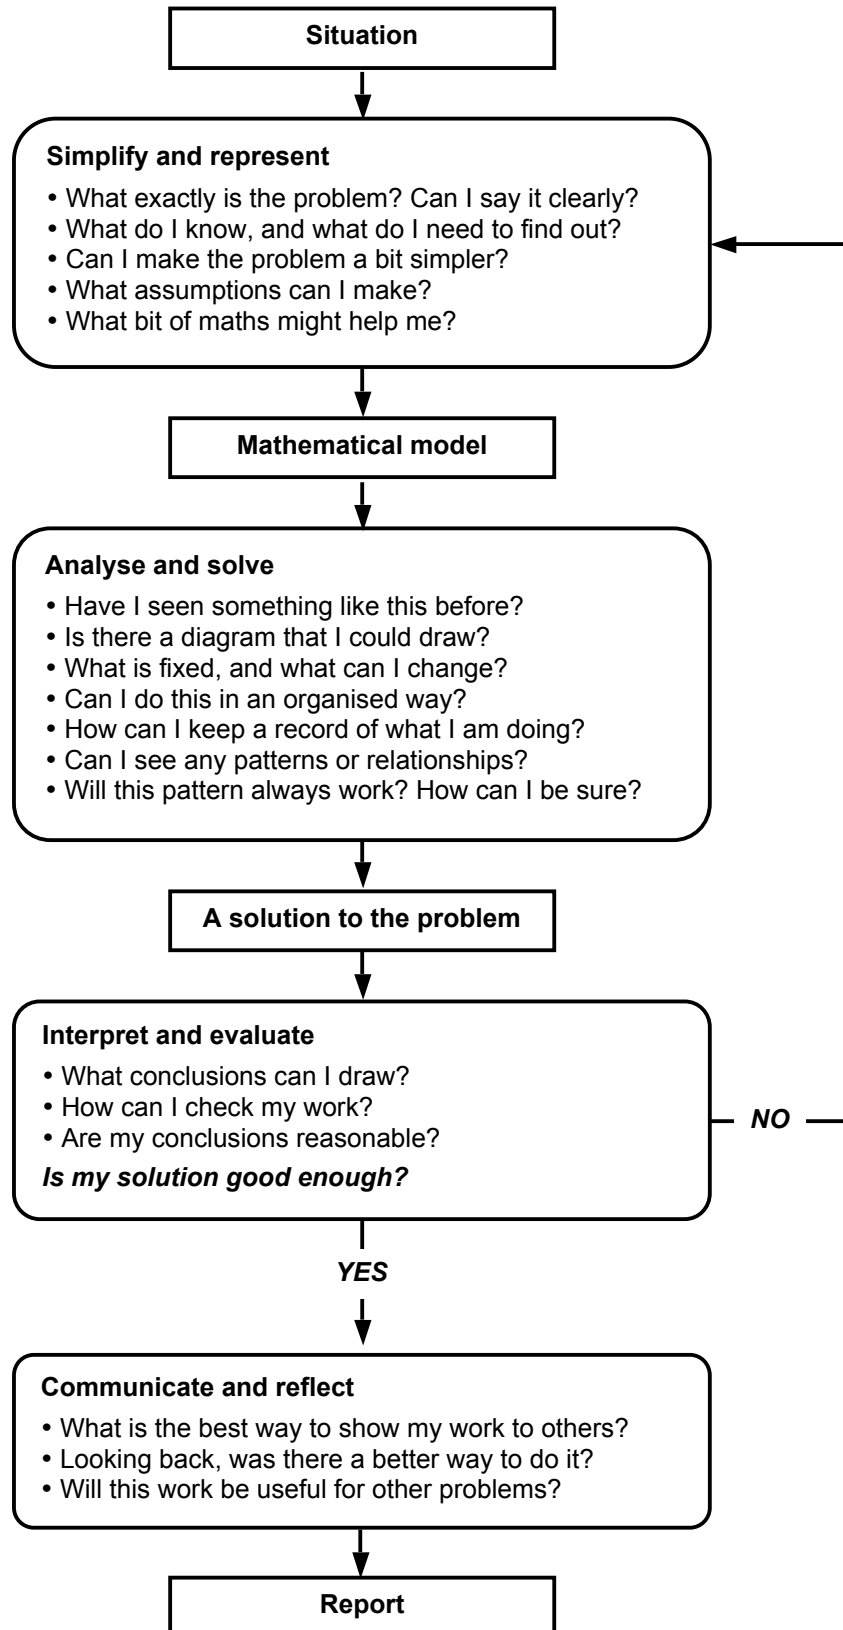 Situation
Simplify and represent
• What exactly is the problem? Can I say it clearly?
• What do I know, and what do I need to find out?
• Can I make the problem a bit simpler?
• What assumptions can I make?
• What bit of maths might help me?
Mathematical model
Analyse and solve
• Have I seen something like this before?
• Is there a diagram that I could draw?
• What is fixed, and what can I change?
• Can I do this in an organised way?
• How can I keep a record of what I am doing?
• Can I see any patterns or relationships?
• Will this pattern always work? How can I be sure?
A solution to the problem
Interpret and evaluate
• What conclusions can I draw?
• How can I check my work?
• Are my conclusions reasonable?
Is my solution good enough?
NO
YES
Communicate and reflect
• What is the best way to show my work to others?
• Looking back, was there a better way to do it?
• Will this work be useful for other problems?
Report